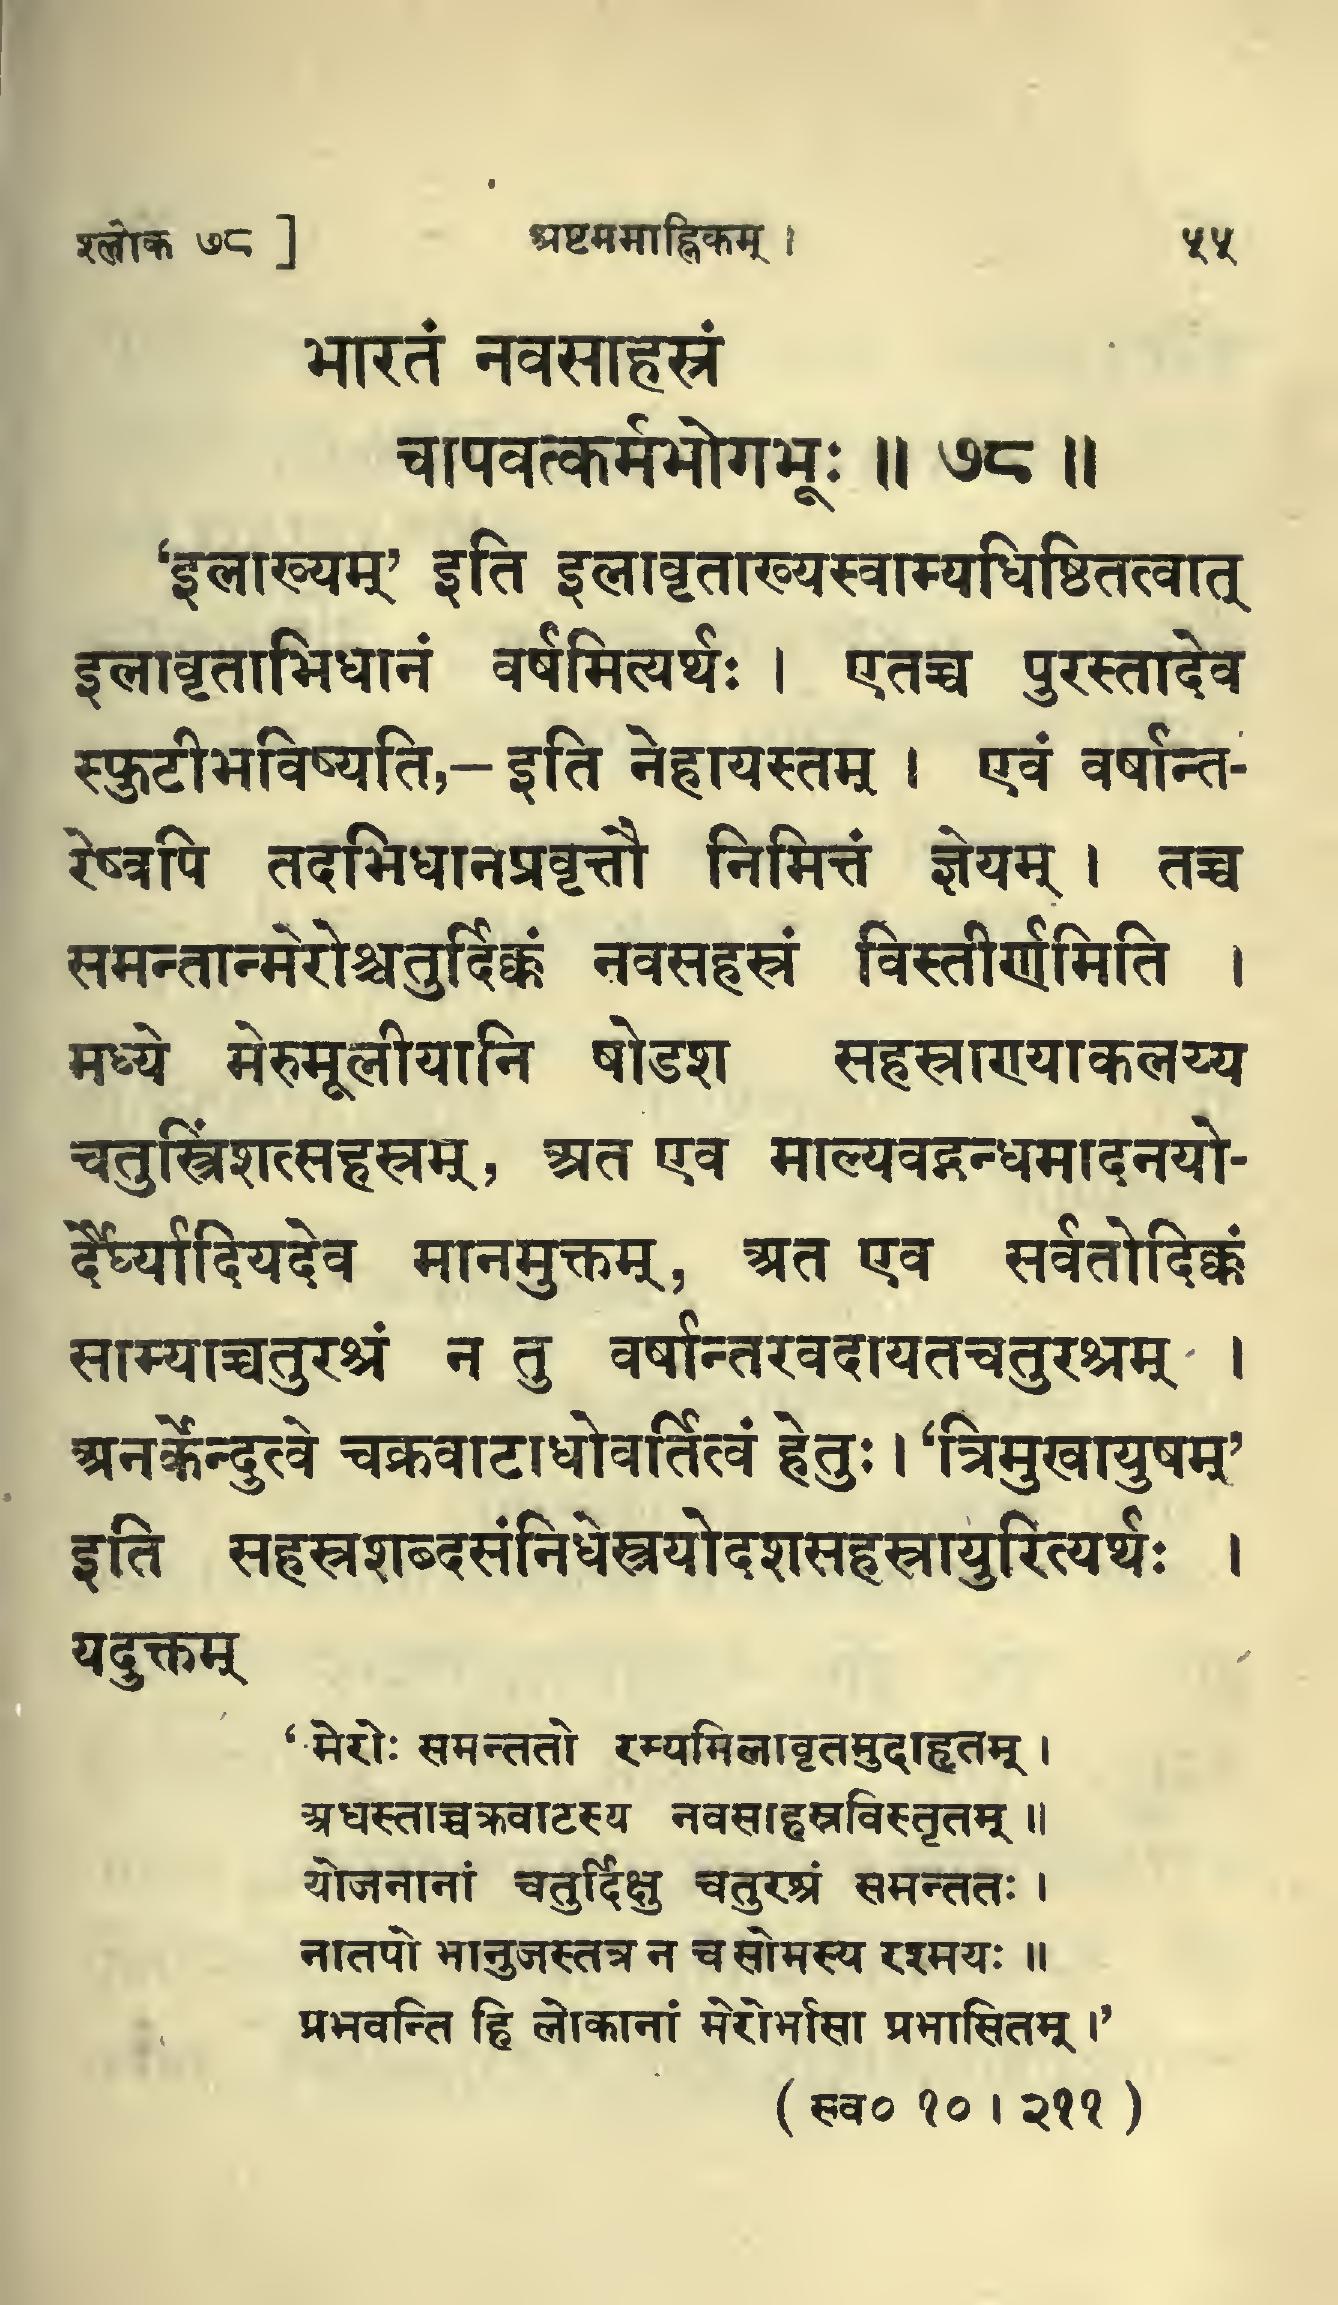 श्लोक ७८ ] अष्टममाह्निकम् । ५५
भारतं नवसाहस्रं
चापवत्कर्मभोगभूः ॥ ७८ ॥
‘इलाख्यम्’ इति इलावृताख्यस्वाम्यधिष्ठितत्वात्
इलावृताभिधानं वर्षमित्यर्थः । एतच्च पुरस्तादेव
स्फुटीभविष्यति,—इति नेहायस्तम् । एवं वर्षान्त-
रेष्वपि तदभिधानप्रवृत्तौ निमित्तं ज्ञेयम् । तच्च
समन्तान्मेरोश्चतुर्दिक्कं नवसहस्रं विस्तीर्णमिति ।
मध्ये मेरुमूलीयानि षोडश सहस्राण्याकलय्य
चतुस्त्रिंशत्सहस्रम्, अत एव माल्यवद्गन्धमादनयो-
र्दैर्घ्यादियदेव मानमुक्तम्, अत एव सर्वतोदिक्कं
साम्याच्चतुरश्रं न तु वर्षान्तरवदायतचतुरश्रम् ।
अनर्केन्दुत्वे चक्रवाटाधोवर्तित्वं हेतुः । ‘त्रिमुखायुषम्’
इति सहस्रशब्दसंनिधेस्त्रयोदशसहस्रायुरित्यर्थः ।
यदुक्तम्
‘मेरोः समन्ततो रम्यमिलावृतमुदाहृतम् ।
अधस्ताच्चक्रवाटस्य नवसाहस्रविस्तृतम् ॥
योजनानां चतुर्दिक्षु चतुरश्रं समन्ततः ।
नातपो भानुजस्तत्र न च सोमस्य रश्मयः ॥
प्रभवन्ति हि लोकानां मेरोर्भासा प्रभासितम् ।’
( स्व० १० । २११ )